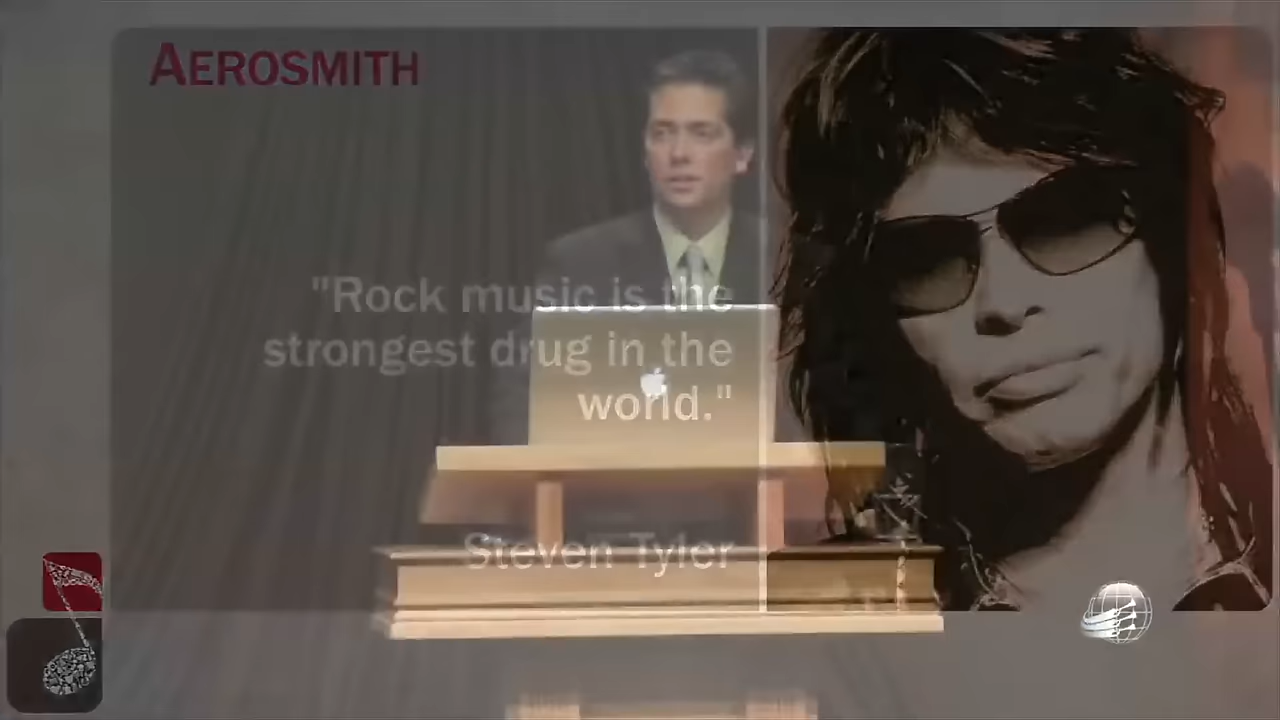 AEROSMITH
"Rock music is the
strongest drug in the
world."
Steven Tyler